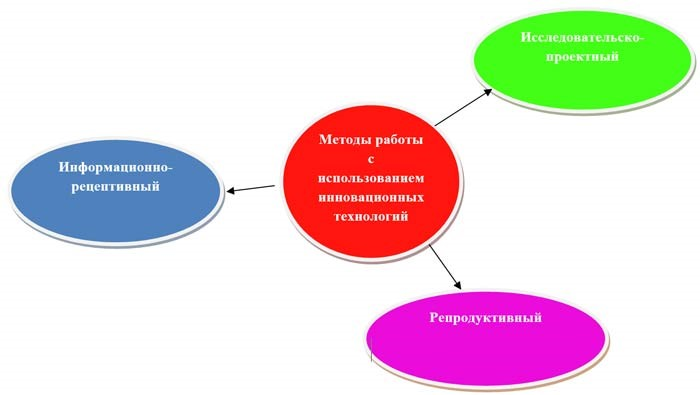 Исследовательско-
проектный
Методы работы
с
использованием
инновационных
технологий
Информационно-
рецептивный
Репродуктивный